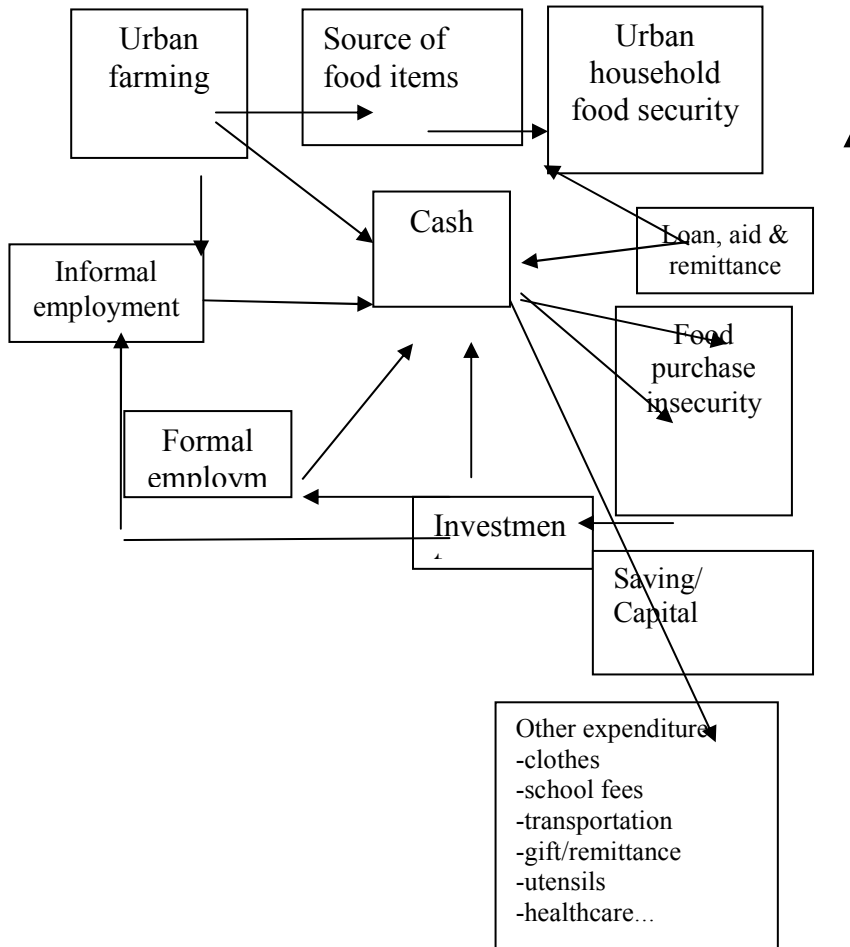 Urban
farming
Source of
food items
Urban
household
food security
Cash
Loan, aid &
remittance
Informal
employment
Food
purchase
insecurity
Formal
employm
Investmen
Saving/
Capital
Other expenditure
-clothes
-school fees
-transportation
-gift/remittance
-utensils
-healthcare...